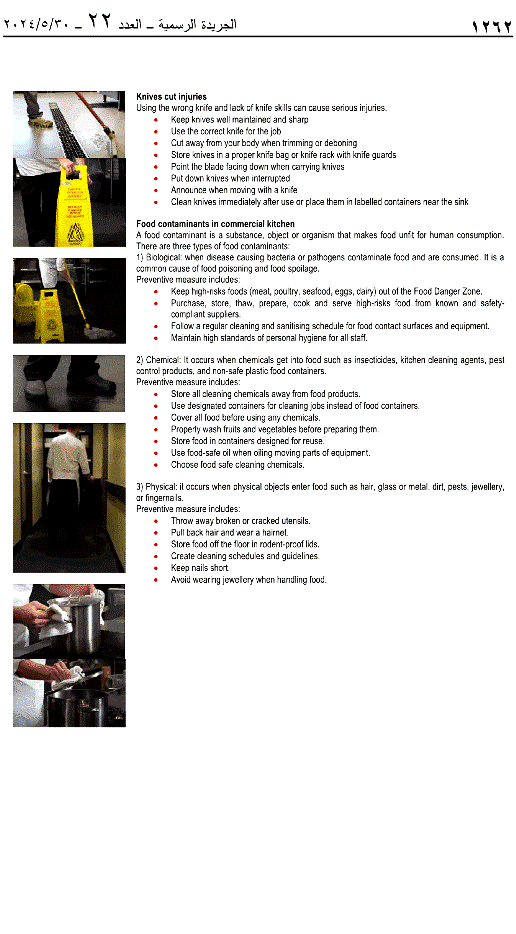 ١٢٦٢ الجريدة الرسمية – العدد ٢٢ – ٢٠٢٤/٥/٣٠
Knives cut injuries
Using the wrong knife and lack of knife skills can cause serious injuries.
• Keep knives well maintained and sharp
• Use the correct knife for the job
• Cut away from your body when trimming or deboning
• Store knives in a proper knife bag or knife rack with knife guards
• Point the blade facing down when carrying knives
• Put down knives when interrupted
• Announce when moving with a knife
• Clean knives immediately after use or place them in labelled containers near the sink
Food contaminants in commercial kitchen
A food contaminant is a substance, object or organism that makes food unfit for human consumption.
There are three types of food contaminants:
1) Biological: when disease causing bacteria or pathogens contaminate food and are consumed. It is a
common cause of food poisoning and food spoilage.
Preventive measure includes:
• Keep high-risks foods (meat, poultry, seafood, eggs, dairy) out of the Food Danger Zone.
• Purchase, store, thaw, prepare, cook and serve high-risks food from known and safety-
compliant suppliers.
• Follow a regular cleaning and sanitising schedule for food contact surfaces and equipment.
• Maintain high standards of personal hygiene for all staff.
2) Chemical: It occurs when chemicals get into food such as insecticides, kitchen cleaning agents, pest
control products, and non-safe plastic food containers.
Preventive measure includes:
• Store all cleaning chemicals away from food products.
• Use designated containers for cleaning jobs instead of food containers.
• Cover all food before using any chemicals.
• Properly wash fruits and vegetables before preparing them.
• Store food in containers designed for reuse.
• Use food-safe oil when oiling moving parts of equipment.
• Choose food safe cleaning chemicals.
3) Physical: it occurs when physical objects enter food such as hair, glass or metal, dirt, pests, jewellery,
or fingernails.
Preventive measure includes:
• Throw away broken or cracked utensils.
• Pull back hair and wear a hairnet.
• Store food off the floor in rodent-proof lids.
• Create cleaning schedules and guidelines.
• Keep nails short.
• Avoid wearing jewellery when handling food.